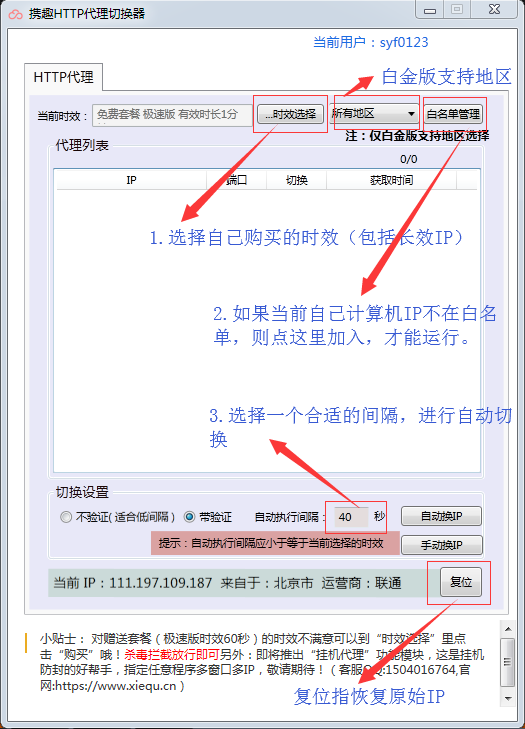 携趣HTTP代理切换器
当前用户：syf0123
HTTP代理
白金版支持地区
当前时效： 免费套餐 极速版 有效时长1分 ...时效选择 所有地区 白名单管理
注：仅白金版支持地区选择
代理列表
0/0
IP 端口 切换 获取时间
1.选择自己购买的时效（包括长效IP）
2.如果当前自己计算机IP不在白名
单，则点这里加入，才能运行。
3.选择一个合适的间隔，进行自动切
换
切换设置
不验证( 适合低间隔 ) 带验证 自动执行间隔： 40 秒 自动换IP
提示：自动执行间隔应小于等于当前选择的时效 手动换IP
当前 IP：111.197.109.187 来自于：北京市 运营商：联通 复位
小贴士： 对赠送套餐（极速版时效60秒）的时效不满意可以到“时效选择”里点
击“购买”哦！杀毒拦截放行即可另外：即将推出“挂机代理”功能模块，这是挂机
防封的好帮手，指定任意程序多窗口多IP，敬请期待！（客服QQ:1504016764,官
网:https://www.xiequ.cn）
复位指恢复原始IP